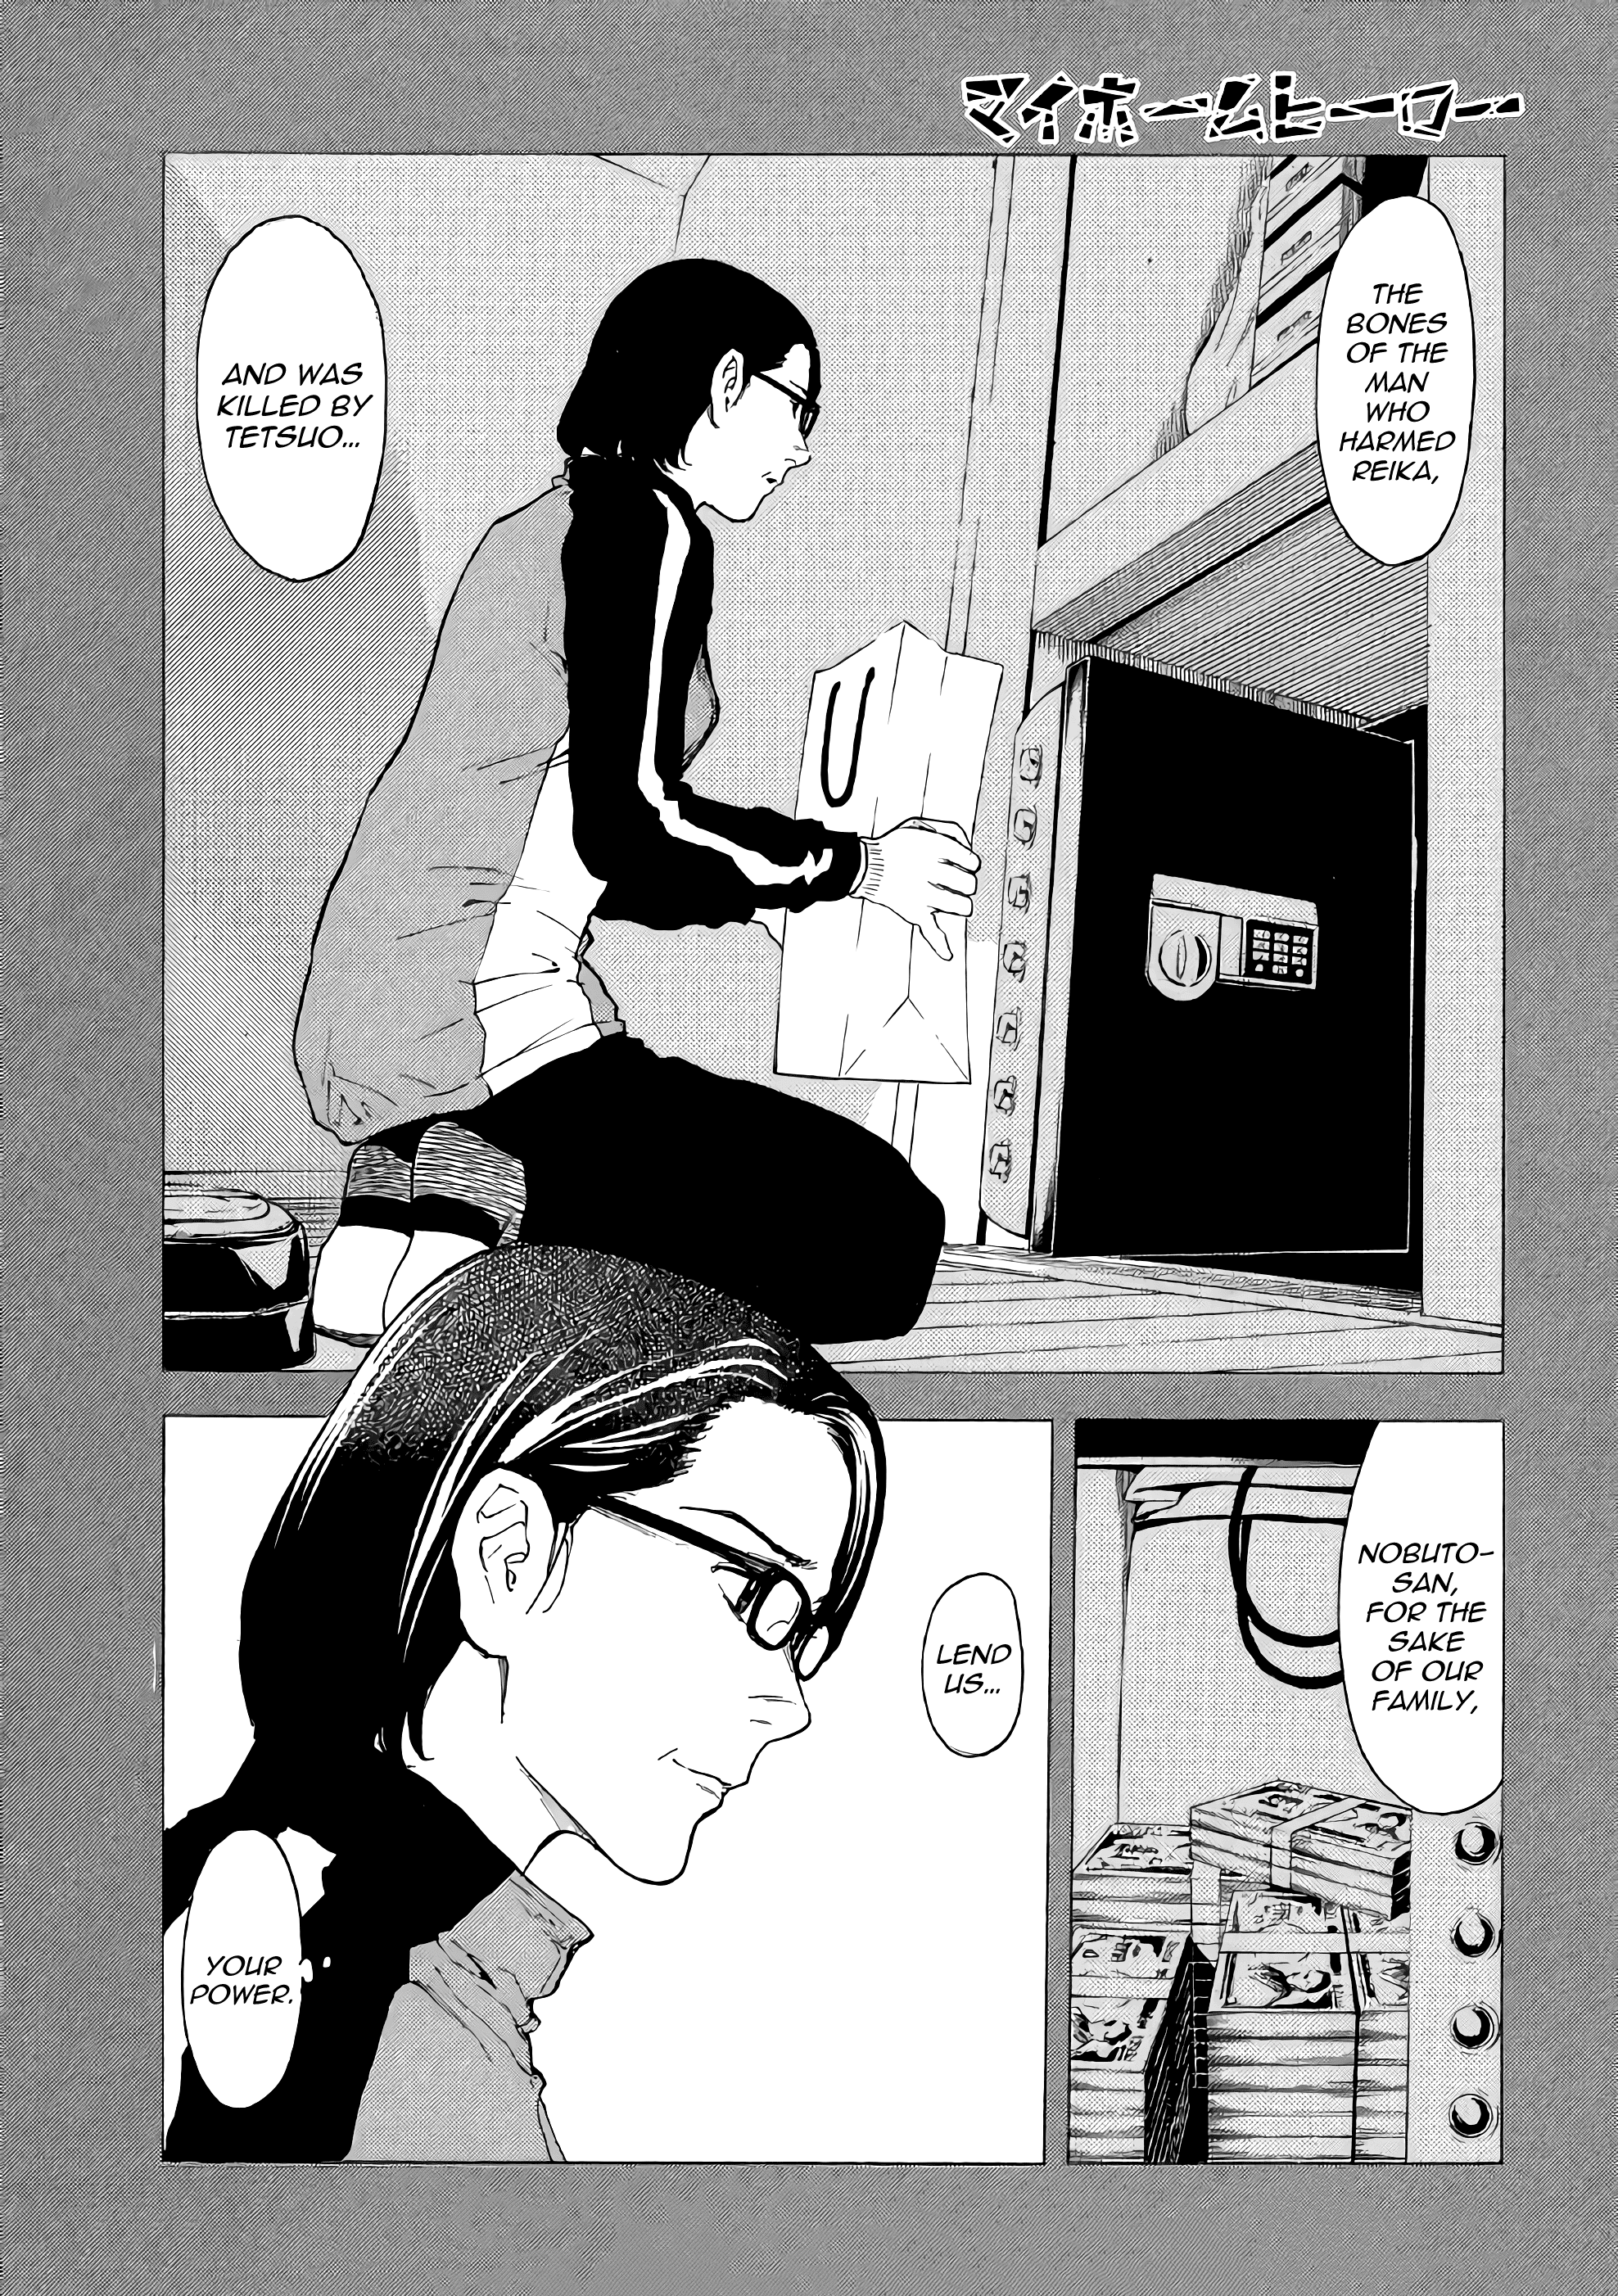 マイホームヒーロー
THE
BONES
OF THE
MAN
WHO
HARMED
REIKA,
AND WAS
KILLED BY
TETSUO...
NOBUTO-
SAN,
FOR THE
SAKE
OF OUR
FAMILY,
LEND
US...
YOUR
POWER.